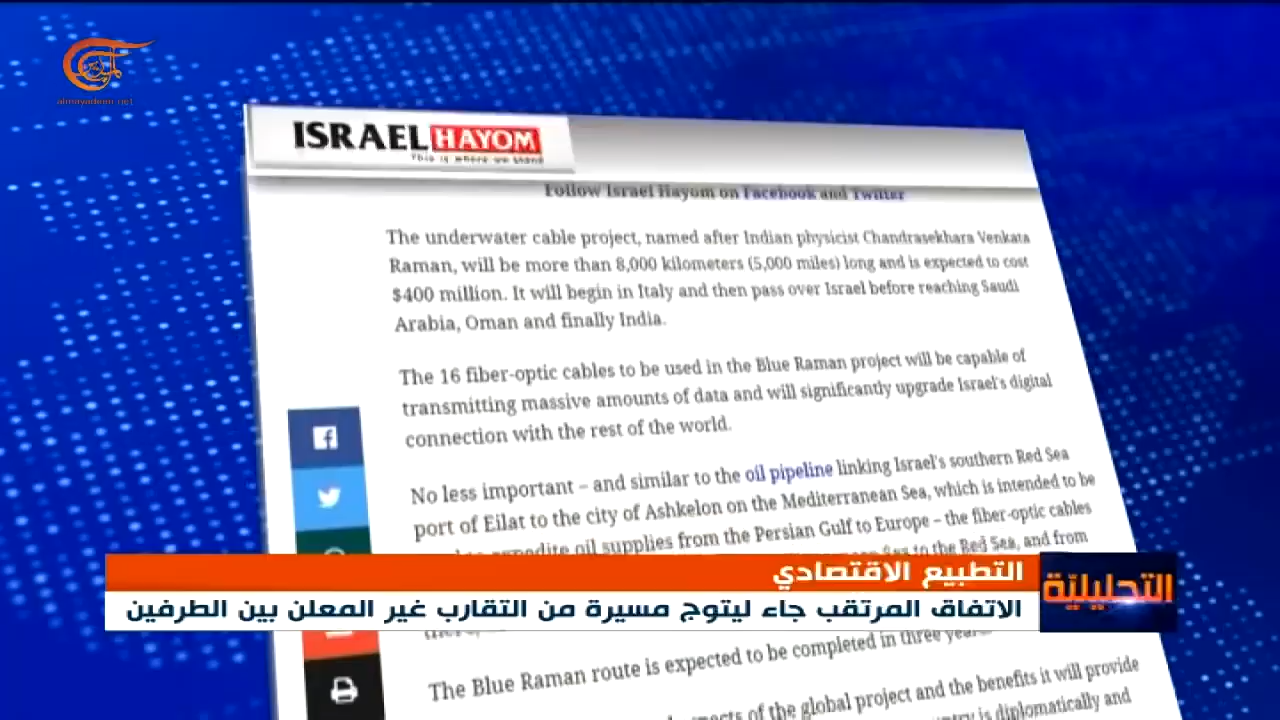 الميادين
almayadeen.net
ISRAEL HAYOM
This is where we stand
Follow Israel Hayom on Facebook and Twitter
The underwater cable project, named after Indian physicist Chandrasekhara Venkata
Raman, will be more than 8,000 kilometers (5,000 miles) long and is expected to cost
$400 million. It will begin in Italy and then pass over Israel before reaching Saudi
Arabia, Oman and finally India.
The 16 fiber-optic cables to be used in the Blue Raman project will be capable of
transmitting massive amounts of data and will significantly upgrade Israel's digital
connection with the rest of the world.
No less important – and similar to the oil pipeline linking Israel's southern Red Sea
port of Eilat to the city of Ashkelon on the Mediterranean Sea, which is intended to be
expedite oil supplies from the Persian Gulf to Europe – the fiber-optic cables
Sea to the Red Sea, and from
التطبيع الاقتصادي
التحليلية
الاتفاق المرتقب جاء ليتوج مسيرة من التقارب غير المعلن بين الطرفين
The Blue Raman route is expected to be completed in three
of the global project and the benefits it will provide
is diplomatically and